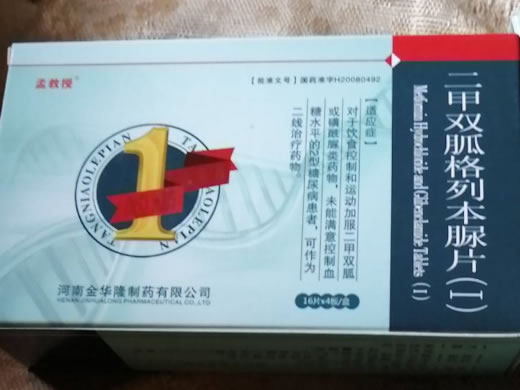 孟教授®
【批准文号】国药准字H20080492
二甲双胍格列本脲片(I)
Metformin Hydrochloride and Glibenclamide Tablets (I)
【适应症】
对于饮食控制和运动加服二甲双胍
或磺酰脲类药物，未能满意控制血
糖水平的2型糖尿病患者，可作为
二线治疗药物。
TANGNIAOLEPIAN
1
河南金华隆制药有限公司
HENAN JINHUALONG PHARMACEUTICAL CO.,LTD
16片x4板/盒